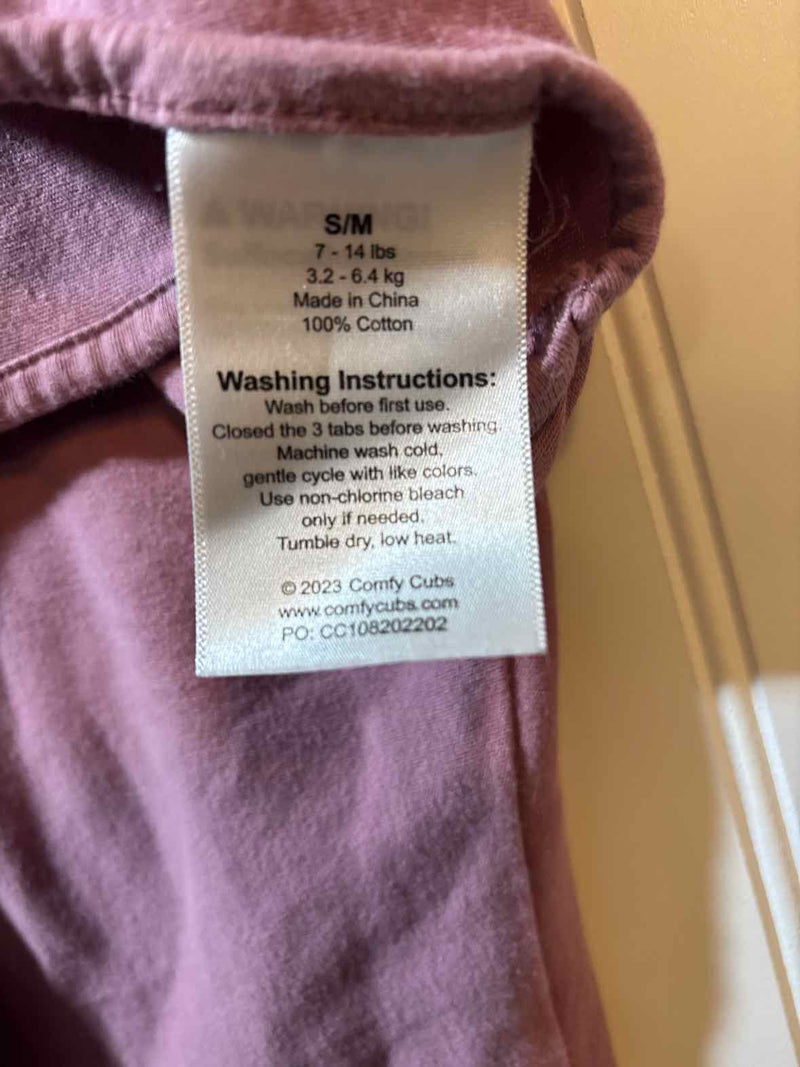 S/M
7 - 14 lbs
3.2 - 6.4 kg
Made in China
100% Cotton
Washing Instructions:
Wash before first use.
Closed the 3 tabs before washing.
Machine wash cold,
gentle cycle with like colors.
Use non-chlorine bleach
only if needed.
Tumble dry, low heat.
© 2023 Comfy Cubs
www.comfycubs.com
PO: CC108202202